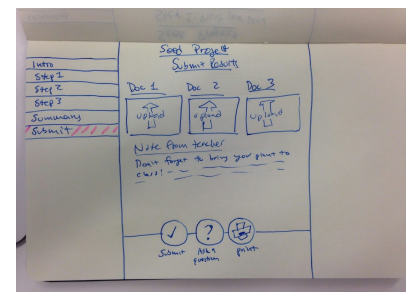 Seed Project
Submit Results
Intro
Step 1
Step 2
Step 3
Summary
Submit
Doc 1 Doc 2 Doc 3
upload upload upload
Note from teacher
Don't forget to bring your plant to
class!
?
Submit Ask a question print